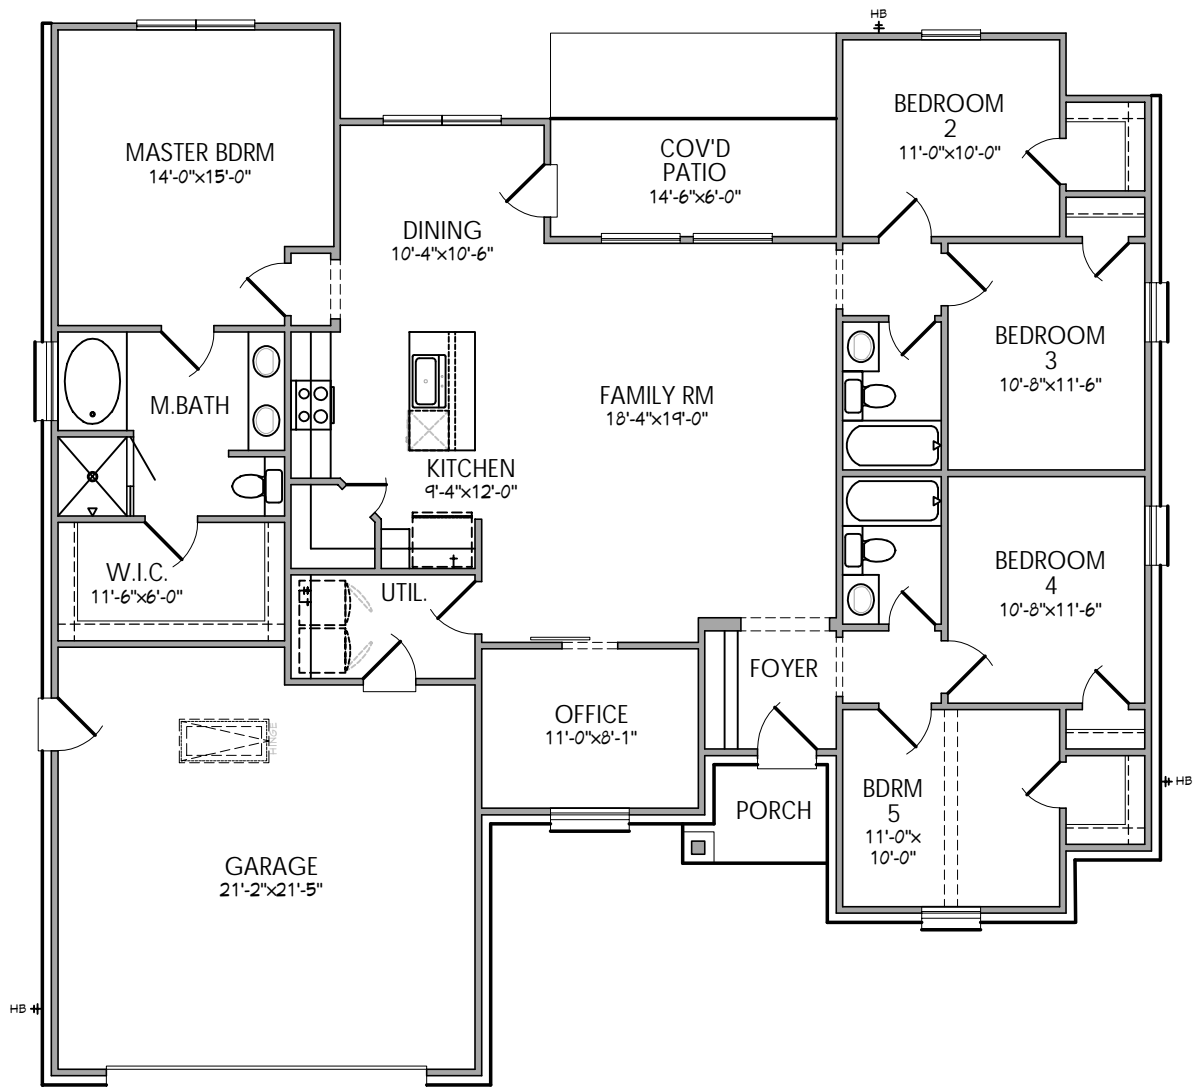 HB
MASTER BDRM
14'-0"x15'-0"
COV'D
PATIO
14'-6"x6'-0"
BEDROOM
2
11'-0"x10'-0"
DINING
10'-4"x10'-6"
BEDROOM
3
10'-8"x11'-6"
M.BATH
FAMILY RM
18'-4"x19'-0"
KITCHEN
9'-4"x12'-0"
W.I.C.
11'-6"x6'-0"
UTIL.
BEDROOM
4
10'-8"x11'-6"
FOYER
OFFICE
11'-0"x8'-1"
HINGE
BDRM
5
11'-0"x
10'-0"
PORCH
HB
GARAGE
21'-2"x21'-5"
HB